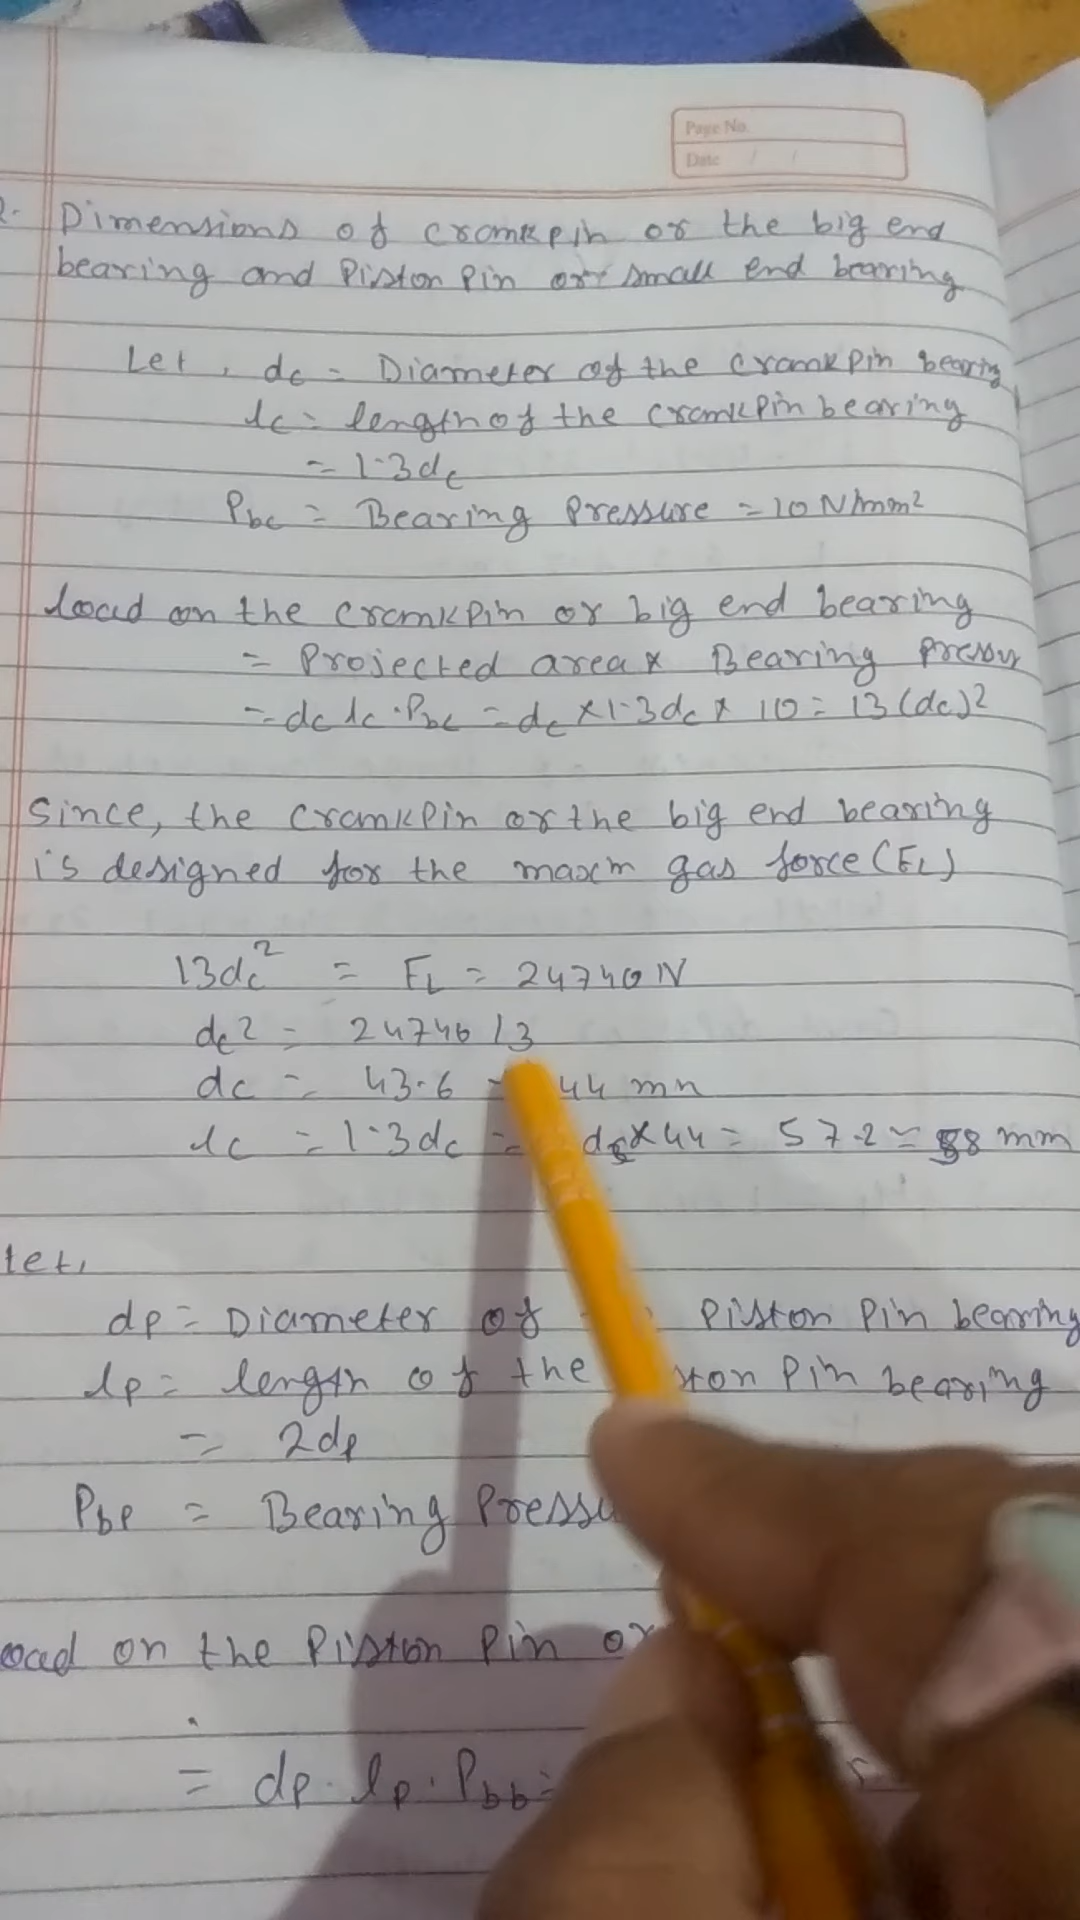 Page No.
Date / /
2. Dimensions of crankpin or the big end
bearing and Piston Pin or small end bearing
Let, dc = Diameter of the crankpin bearing
lc = length of the crankpin bearing
= 1.3dc
Pbc = Bearing Pressure = 10 N/mm²
load on the crankpin or big end bearing
= Projected area × Bearing Pressur
= dc lc · Pbc = dc × 1.3dc × 10 = 13 (dc)²
Since, the crankpin or the big end bearing
is designed for the maxm gas force (FL)
13dc² = FL = 24740 N
dc² = 24740 13
dc = 43.6 44 mm
lc = 1.3dc = × 44 = 57.2 ≈ 58 mm
let,
dp = Diameter of Piston Pin bearing
lp = length of the Pin bearing
= 2dp
Pbp = Bearing
on the Piston Pin or
= dp · lp · Pbb =